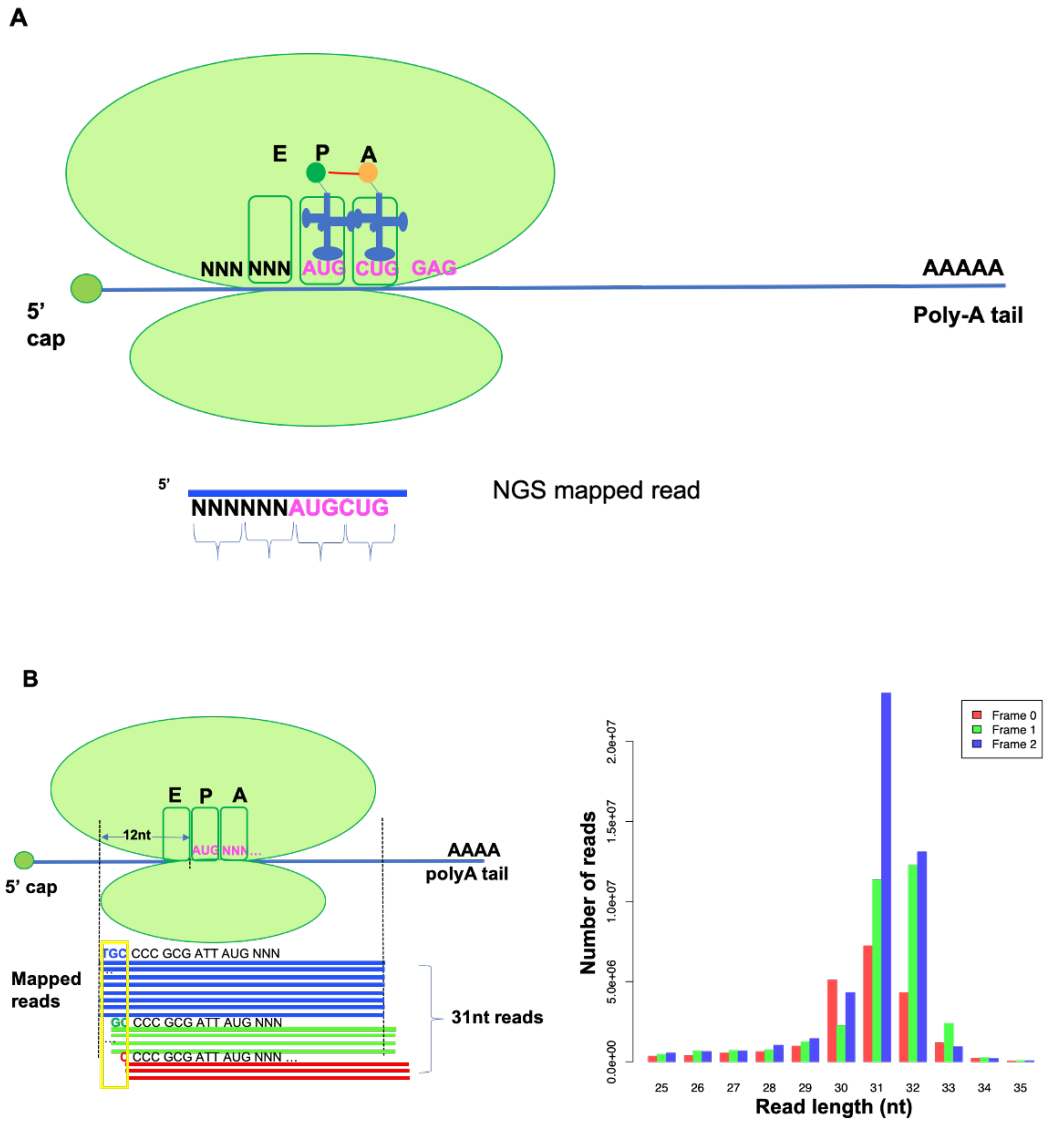 A
E P A
NNN NNN AUG CUG GAG
AAAAA
5’
cap
Poly-A tail
5’
NGS mapped read
NNNNNNAUGCUG
B
E P A
12nt
AUG NNN...
AAAA
5’ cap
polyA tail
TGC CCC GCG ATT AUG NNN
...
Mapped
reads
31nt reads
GC CCC GCG ATT AUG NNN
...
C CCC GCG ATT AUG NNN ...
Frame 0
Frame 1
Frame 2
Number of reads
2.0e+07
1.5e+07
1.0e+07
5.0e+06
0.0e+00
25 26 27 28 29 30 31 32 33 34 35
Read length (nt)